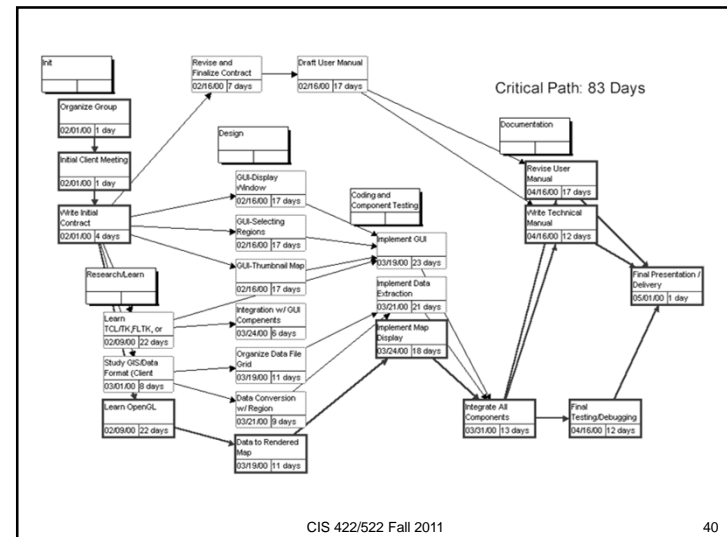 Init
Revise and
Finalize Contract
02/16/00 7 days
Draft User Manual
02/16/00 17 days
Critical Path: 83 Days
Organize Group
02/01/00 1 day
Design
Documentation
Initial Client Meeting
02/01/00 1 day
GUI-Display
Window
02/16/00 17 days
Revise User
Manual
04/16/00 17 days
Coding and
Component Testing
Write Initial
Contract
02/01/00 4 days
GUI-Selecting
Regions
02/16/00 17 days
Write Technical
Manual
04/16/00 12 days
Implement GUI
03/19/00 23 days
Research/Learn
GUI-Thumbnail Map
02/16/00 17 days
Final Presentation /
Delivery
05/01/00 1 day
Implement Data
Extraction
03/21/00 21 days
Learn
TCL/TK,FLTK, or
02/09/00 22 days
Integration w/ GUI
Compenents
03/24/00 6 days
Implement Map
Display
03/24/00 18 days
Study GIS/Data
Format (Client
03/01/00 8 days
Organize Data File
Grid
03/19/00 11 days
Learn OpenGL
02/09/00 22 days
Data Conversion
w/ Region
03/21/00 9 days
Integrate All
Components
03/31/00 13 days
Final
Testing/Debugging
04/16/00 12 days
Data to Rendered
Map
03/19/00 11 days
CIS 422/522 Fall 2011
40